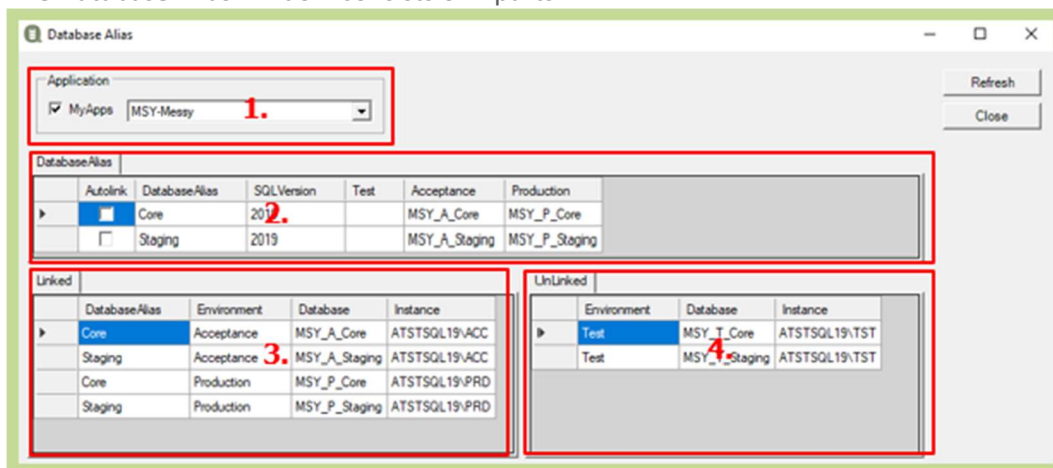 Database Alias
Application
MyApps MSY-Messy 1.
Refresh
Close
DatabaseAlias
Autolink DatabaseAlias SQLVersion Test Acceptance Production
Core 2. MSY_A_Core MSY_P_Core
Staging 2019 MSY_A_Staging MSY_P_Staging
Linked
DatabaseAlias Environment Database Instance
Core Acceptance MSY_A_Core ATSTSQL19\ACC
Staging Acceptance 3. MSY_A_Staging ATSTSQL19\ACC
Core Production MSY_P_Core ATSTSQL19\PRD
Staging Production MSY_P_Staging ATSTSQL19\PRD
UnLinked
Environment Database Instance
Test MSY_T_Core ATSTSQL19\TST
Test 4. ATSTSQL19\TST